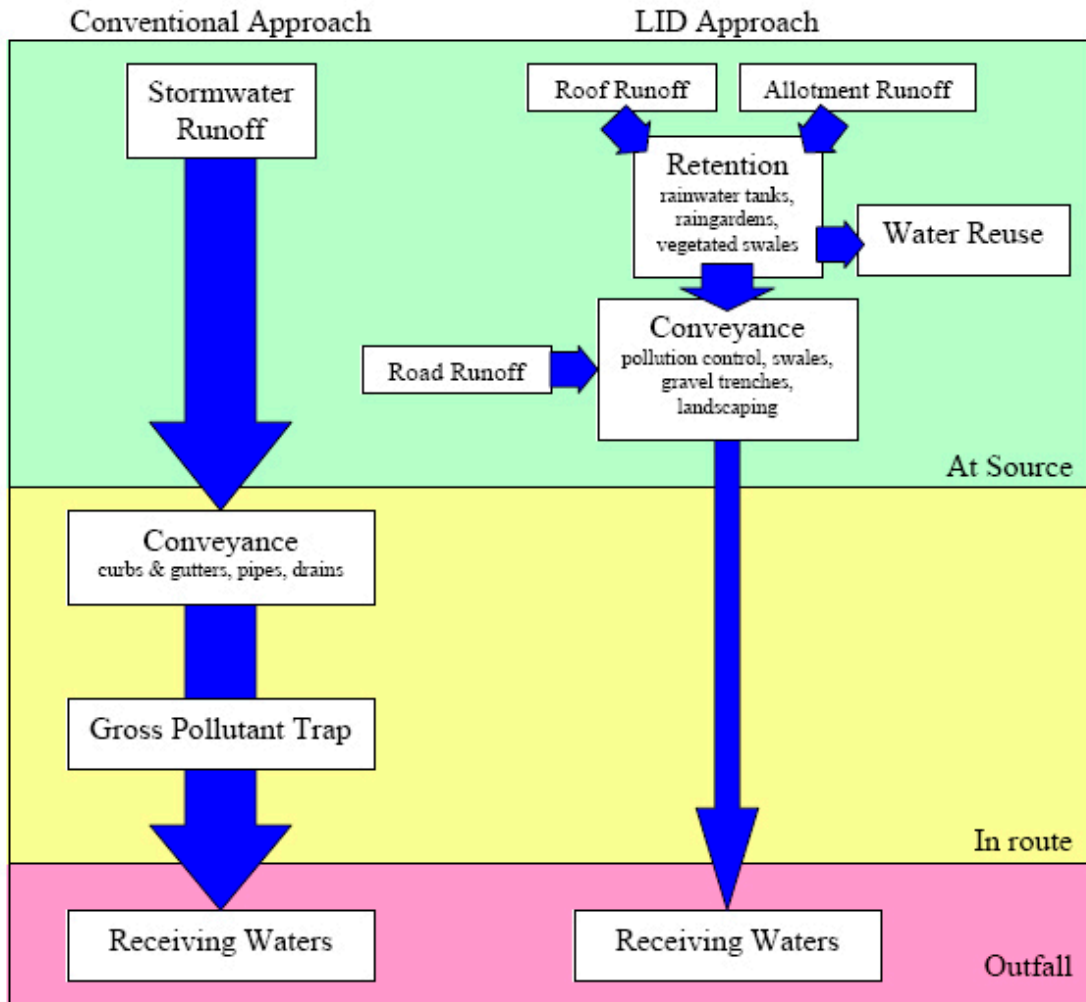 Conventional Approach
LID Approach
Stormwater
Runoff
Roof Runoff
Allotment Runoff
Retention
rainwater tanks,
raingardens,
vegetated swales
Water Reuse
Conveyance
pollution control, swales,
gravel trenches,
landscaping
Road Runoff
At Source
Conveyance
curbs & gutters, pipes, drains
Gross Pollutant Trap
In route
Receiving Waters
Receiving Waters
Outfall